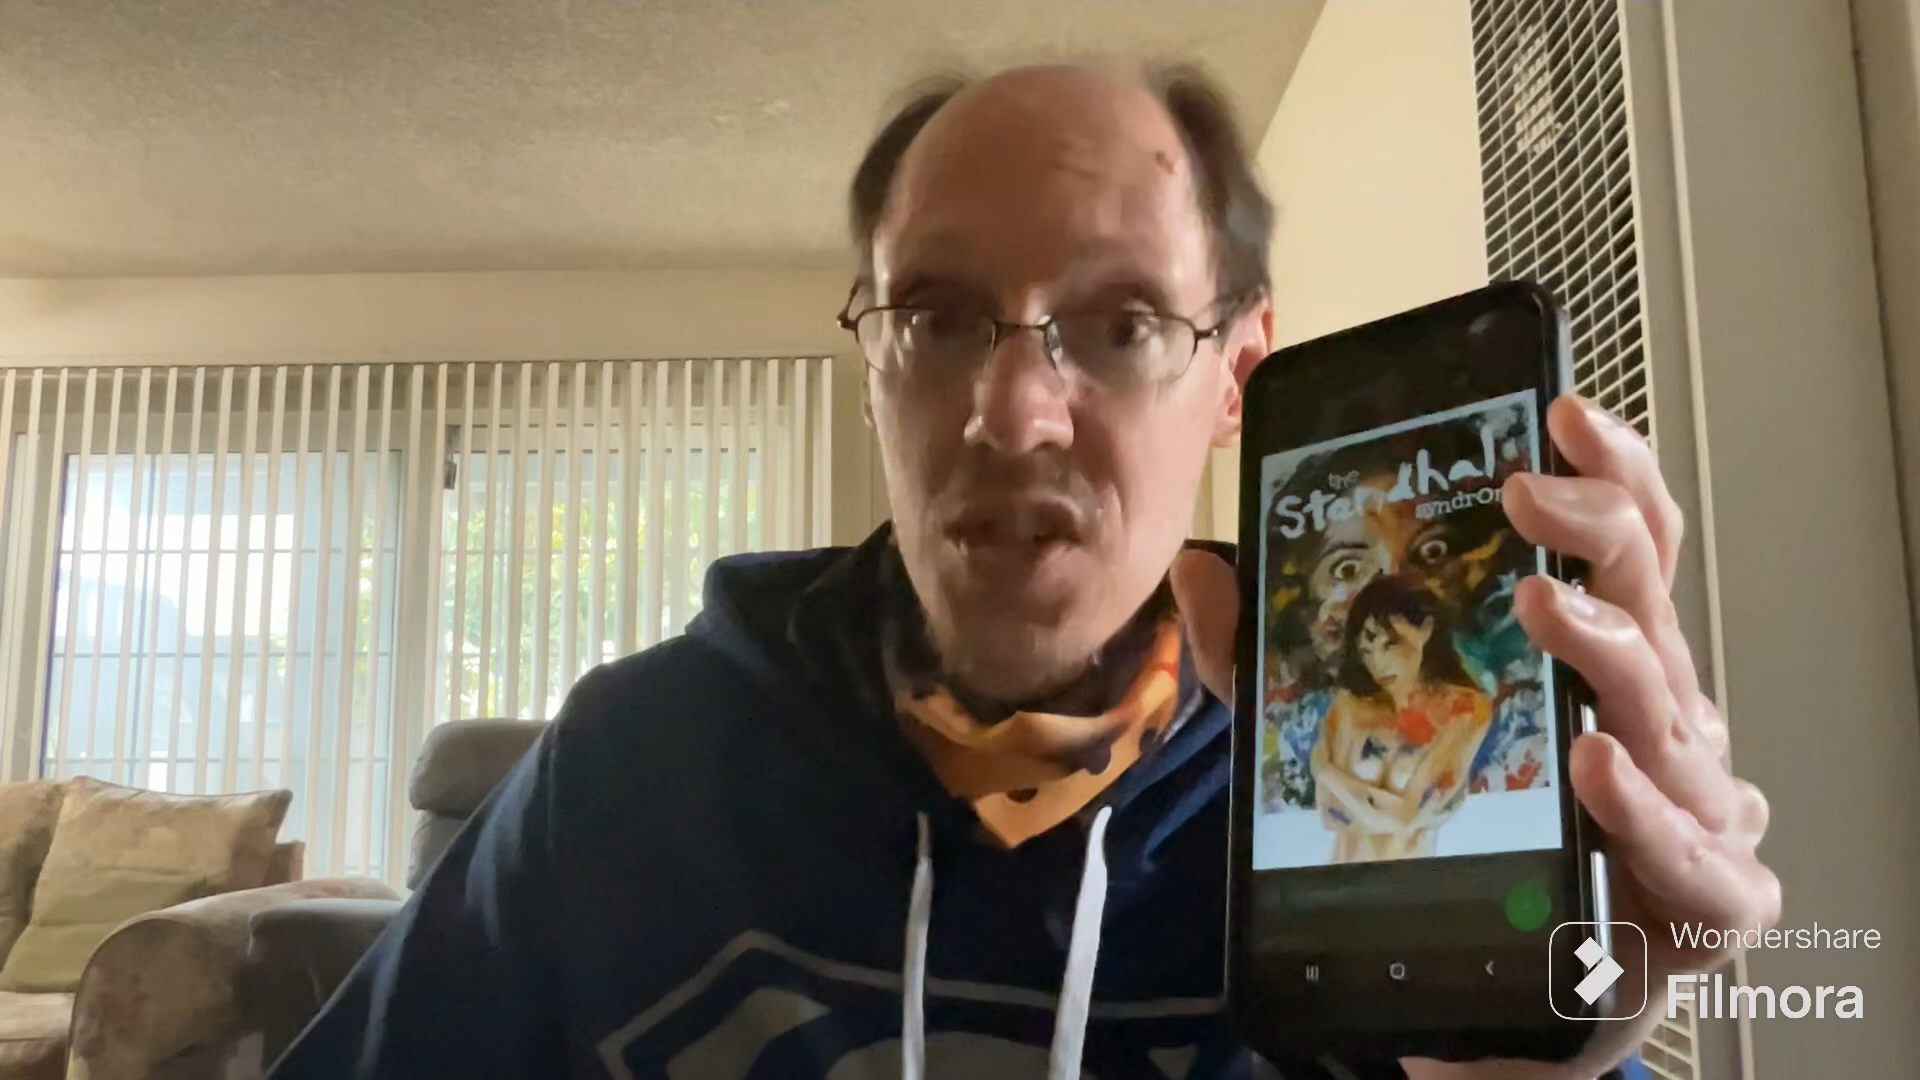 the
Stendhal
syndrom
Wondershare
Filmora